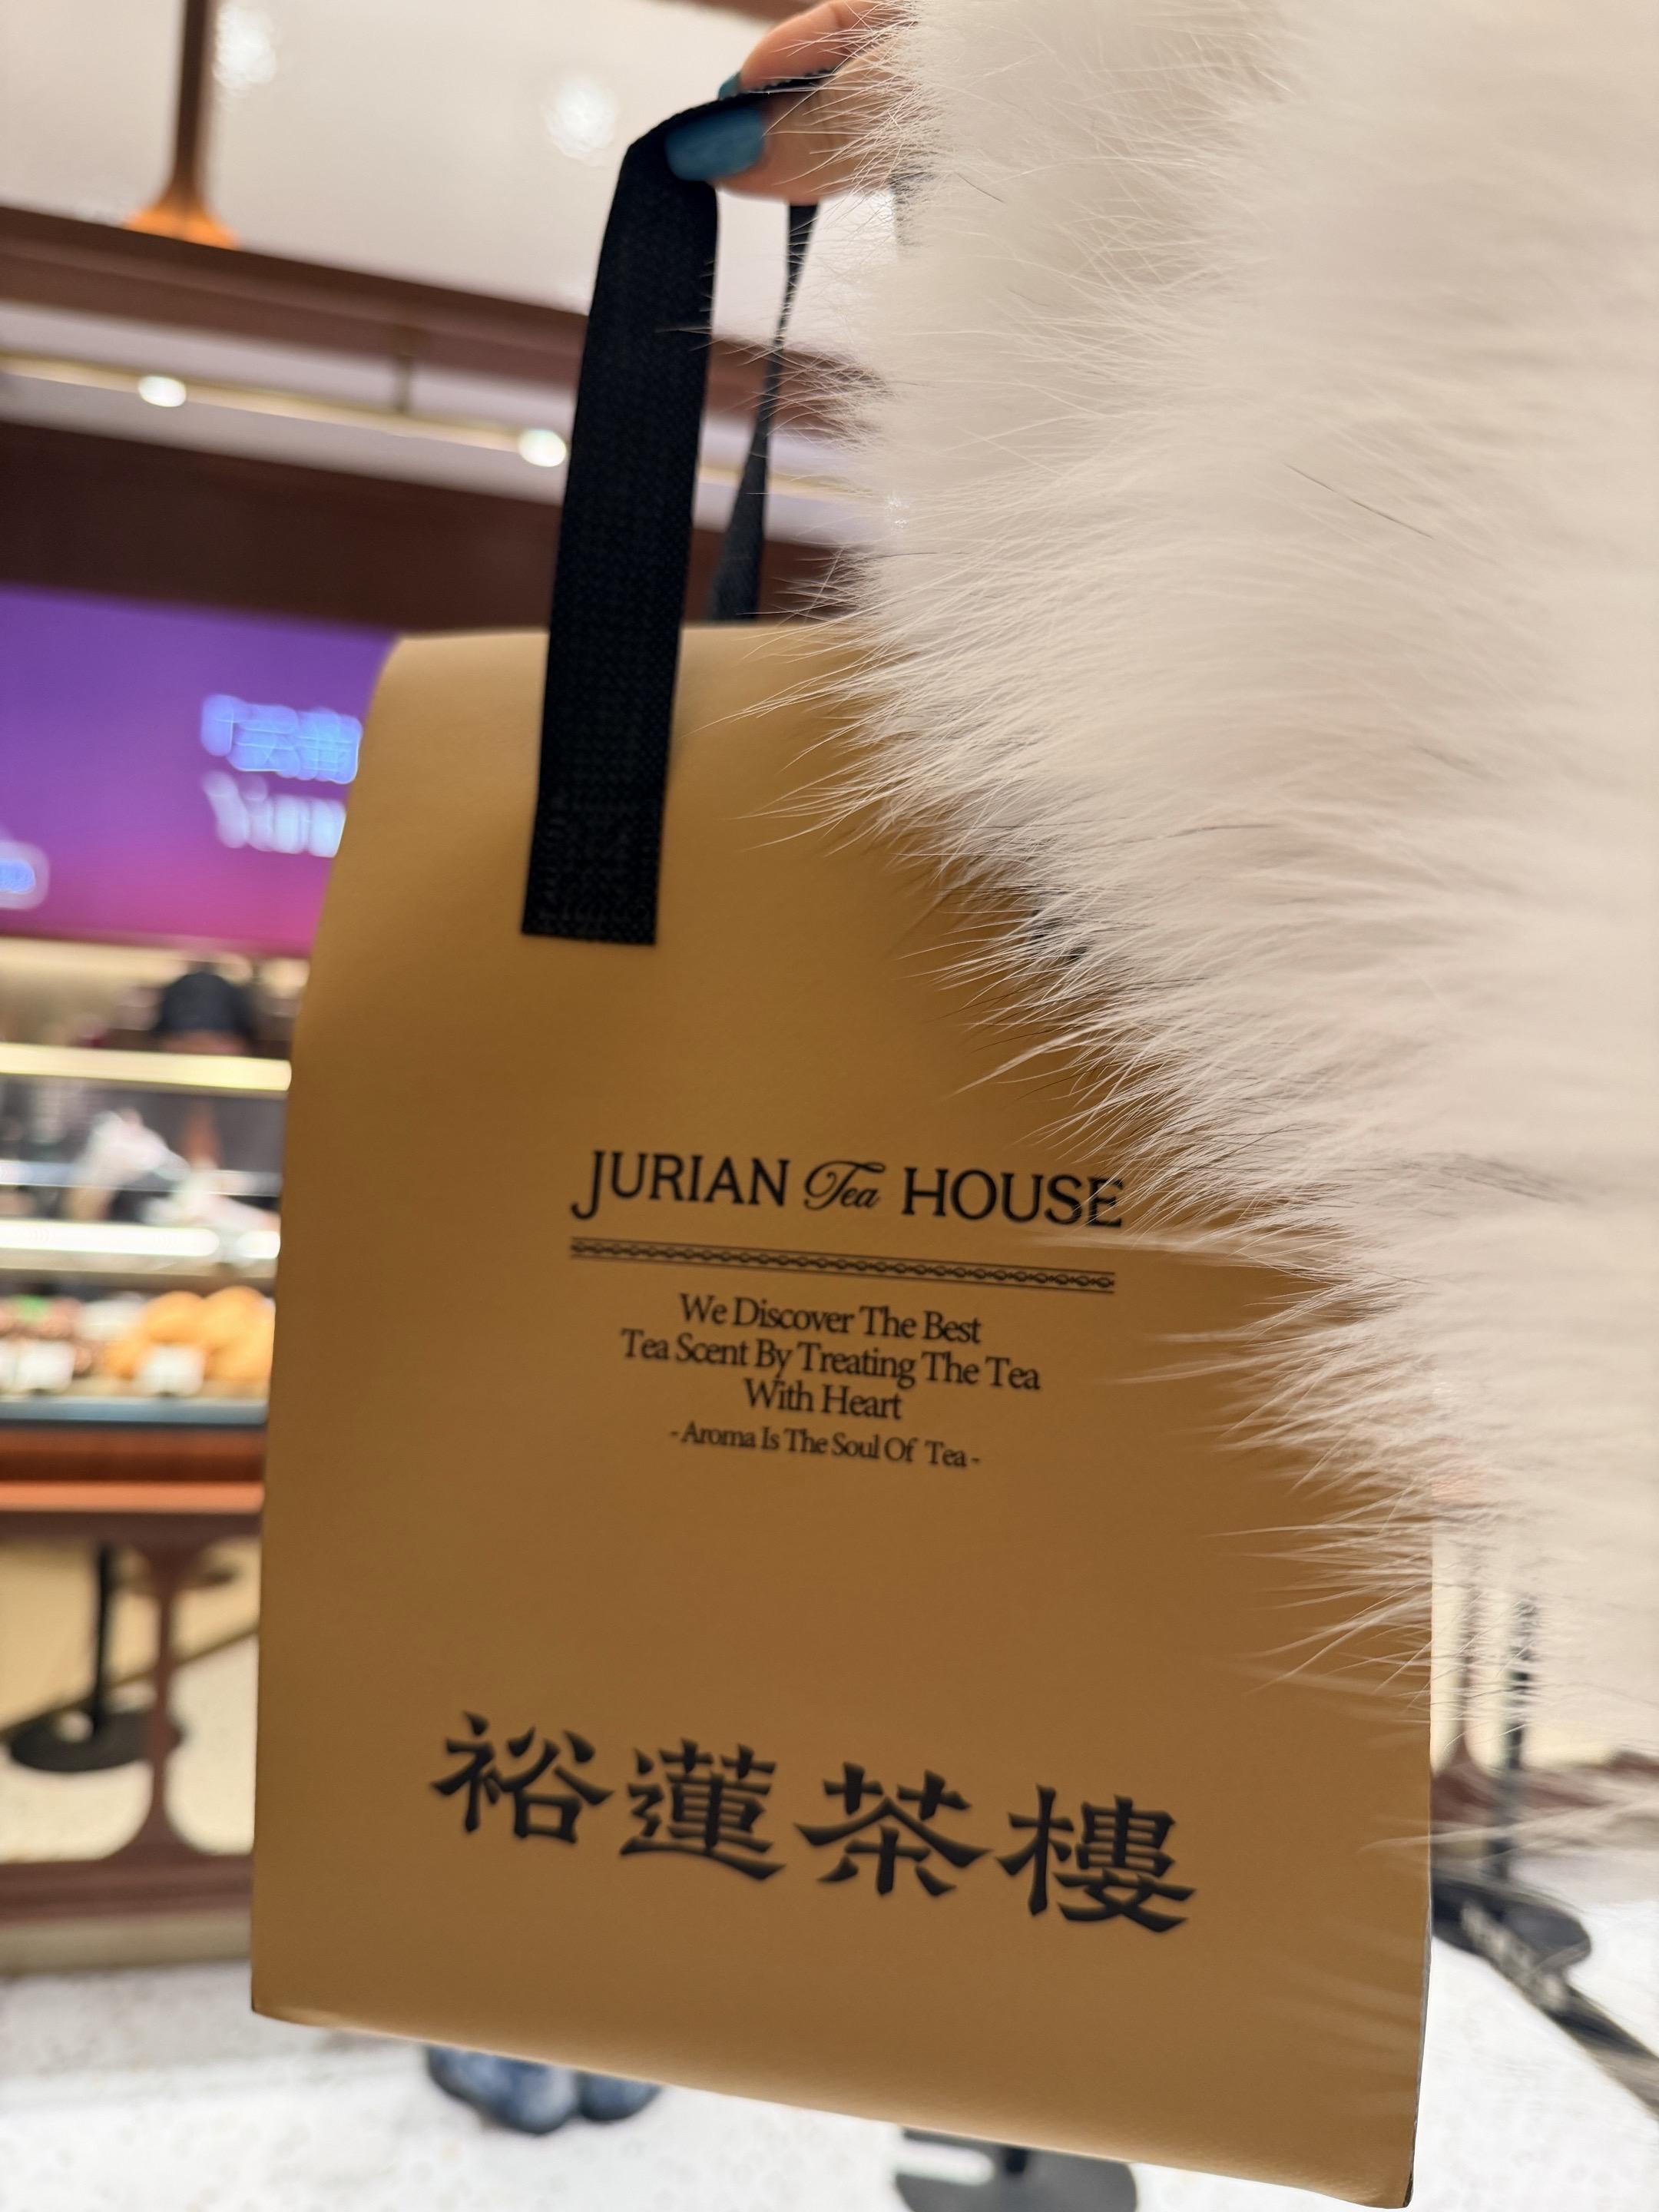 JURIAN Tea HOUSE
We Discover The Best
Tea Scent By Treating The Tea
With Heart
- Aroma Is The Soul Of Tea -
裕蓮茶樓